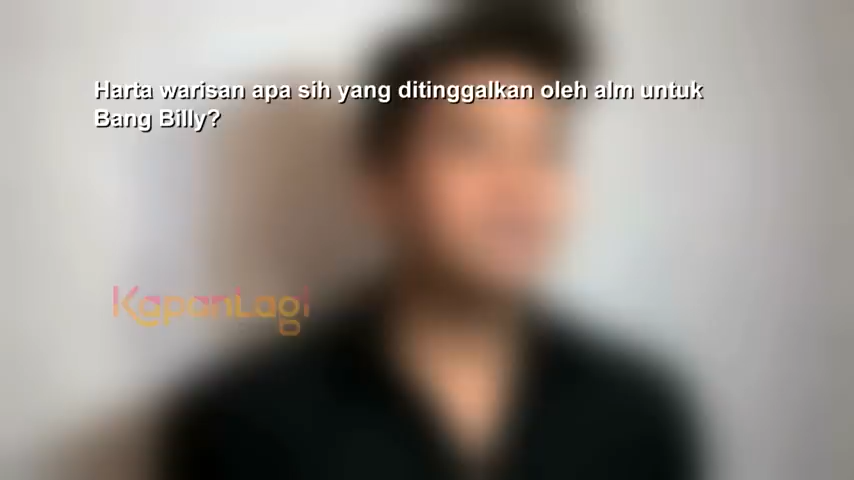 Harta warisan apa sih yang ditinggalkan oleh alm untuk
Bang Billy?
KapanLagi